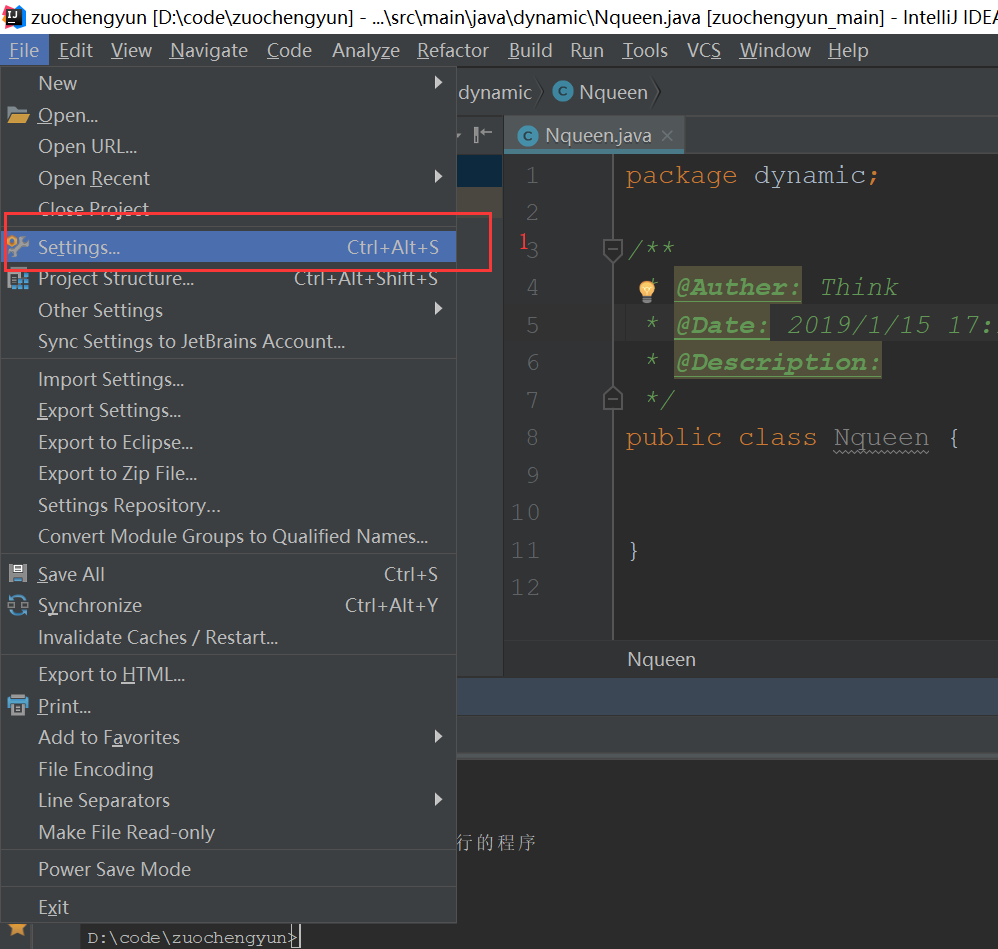 zuochengyun [D:\code\zuochengyun] - ...\src\main\java\dynamic\Nqueen.java [zuochengyun_main] - IntelliJ IDEA
File Edit View Navigate Code Analyze Refactor Build Run Tools VCS Window Help
dynamic Nqueen
Nqueen.java
New
Open...
Open URL...
Open Recent
Close Project
Settings... Ctrl+Alt+S
Project Structure... Ctrl+Alt+Shift+S
Other Settings
Sync Settings to JetBrains Account...
Import Settings...
Export Settings...
Export to Eclipse...
Export to Zip File...
Settings Repository...
Convert Module Groups to Qualified Names...
Save All Ctrl+S
Synchronize Ctrl+Alt+Y
Invalidate Caches / Restart...
Export to HTML...
Print...
Add to Favorites
File Encoding
Line Separators
Make File Read-only
Power Save Mode
Exit
1
1 package dynamic;
2
3 /**
4 * @Auther: Think
5 * @Date: 2019/1/15 17:
6 * @Description:
7 */
8 public class Nqueen {
9
10
11 }
12
Nqueen
行的程序
D:\code\zuochengyun>